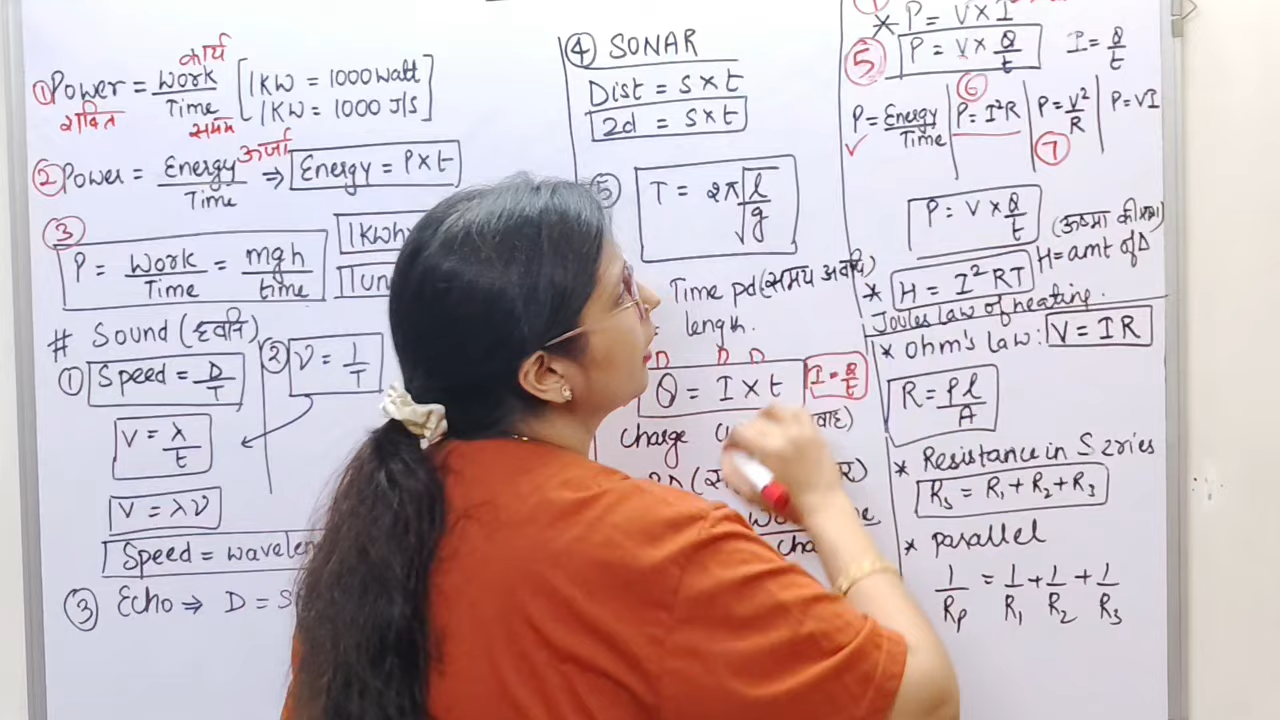 कार्य
① Power = Work / Time [1KW = 1000 watt
1KW = 1000 J/s]
शक्ति समय
② Power = Energy / Time ⇒ Energy = P × t
ऊर्जा
③ P = Work / Time = mgh / time
1Kwh
# Sound (ध्वनि)
① Speed = D / T
② ν = 1 / T
V = λ / t
V = λν
Speed =
③ Echo ⇒ D =
④ SONAR
Dist = S × t
2d = S × t
⑤ T = 2π √(l / g)
Time pd (समय अवधि)
length.
Q = I × t
I = Q / t
charge
* P = V × I
⑤ P = V × Q / t
I = Q / t
P = Energy / Time | P = I²R | P = V² / R | P = VI
⑥
⑦
P = V × Q / t
H = amt of Δ
* H = I² RT
Joules law of heating.
* Ohm's law : V = IR
R = ρl / A
* Resistance in Series
Rs = R₁ + R₂ + R₃
* parallel
1 / Rp = 1 / R₁ + 1 / R₂ + 1 / R₃